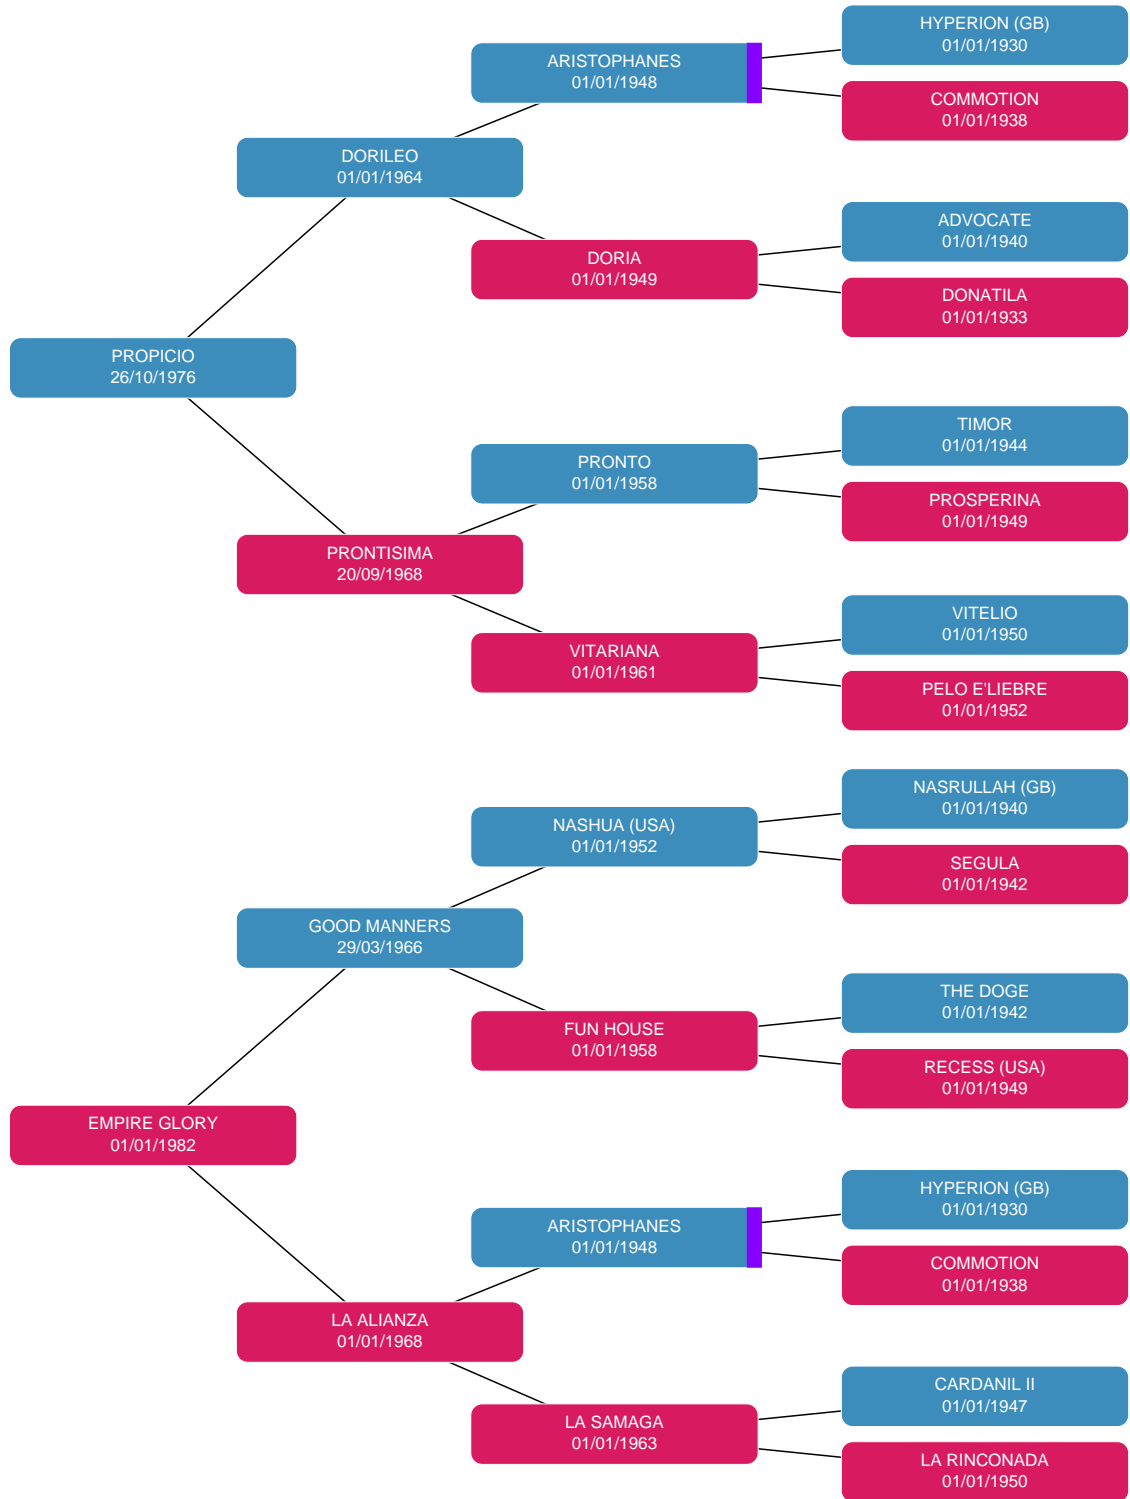 HYPERION (GB)
01/01/1930
ARISTOPHANES
01/01/1948
COMMOTION
01/01/1938
DORILEO
01/01/1964
ADVOCATE
01/01/1940
DORIA
01/01/1949
DONATILA
01/01/1933
PROPICIO
26/10/1976
TIMOR
01/01/1944
PRONTO
01/01/1958
PROSPERINA
01/01/1949
PRONTISIMA
20/09/1968
VITELIO
01/01/1950
VITARIANA
01/01/1961
PELO E'LIEBRE
01/01/1952
NASRULLAH (GB)
01/01/1940
NASHUA (USA)
01/01/1952
SEGULA
01/01/1942
GOOD MANNERS
29/03/1966
THE DOGE
01/01/1942
FUN HOUSE
01/01/1958
RECESS (USA)
01/01/1949
EMPIRE GLORY
01/01/1982
HYPERION (GB)
01/01/1930
ARISTOPHANES
01/01/1948
COMMOTION
01/01/1938
LA ALIANZA
01/01/1968
CARDANIL II
01/01/1947
LA SAMAGA
01/01/1963
LA RINCONADA
01/01/1950